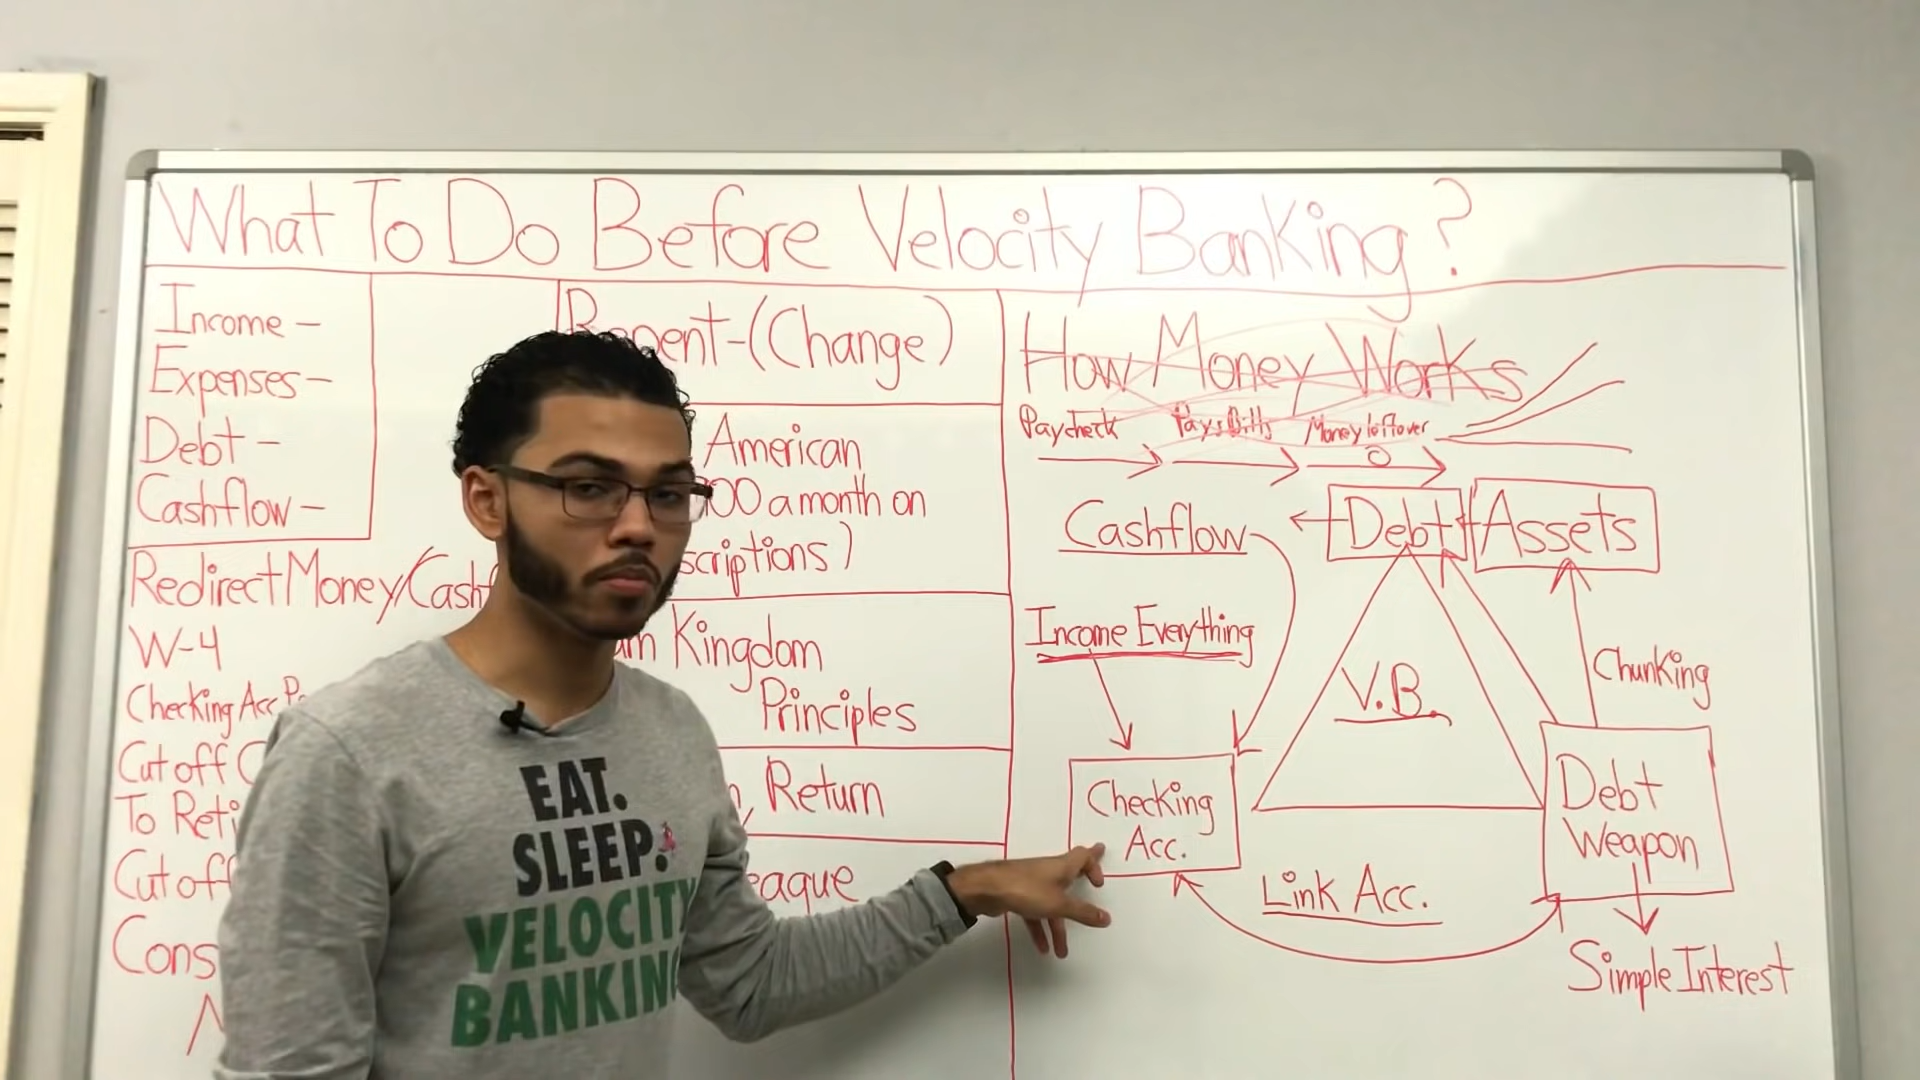 What To Do Before Velocity Banking?
Income -
Expenses -
Debt -
Cashflow -
Redirect Money/Cash
W-4
Checking Acc
Cut off
To Reti
Cut off
Cons
Repent-(Change)
American
00 a month on
scriptions)
Kingdom
Principles
, Return
eague
How Money Works
Paycheck
Pays Bills
Money leftover
0
Cashflow
Debt
Assets
Income Everything
V.B.
Chunking
Checking
Acc.
Debt
Weapon
Link Acc.
Simple Interest
EAT.
SLEEP.
VELOCITY
BANKING